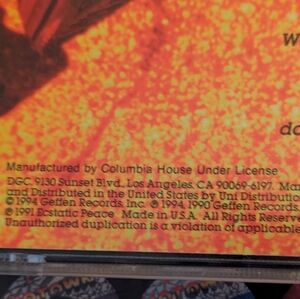 W
da
Manufactured by Columbia House Under License
DGC 9130 Sunset Blvd., Los Angeles, CA 90069-6197. Ma
and Distributed in the United States by Uni Distributio
©1994 Geffen Records, Inc. ℗ 1994, 1990 Geffen Records,
℗1991 Ecstatic Peace. Made in U.S.A. All Rights Reserve
Unauthorized duplication is a violation of applicable